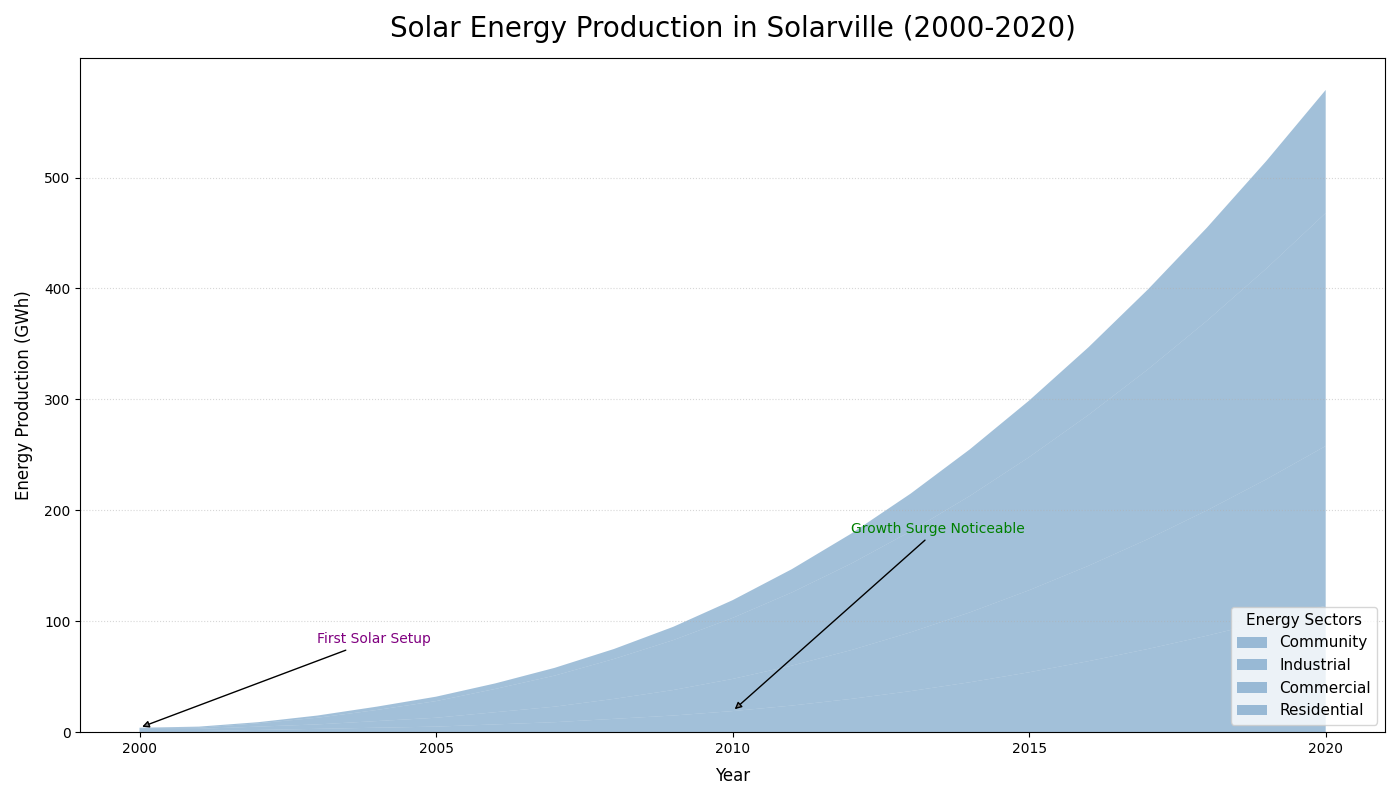 Solar Energy Production in Solarville (2000-2020)
Energy Production (GWh)
500
400
300
200
100
0
Growth Surge Noticeable
First Solar Setup
Energy Sectors
Community
Industrial
Commercial
Residential
2000
2005
2010
2015
2020
Year